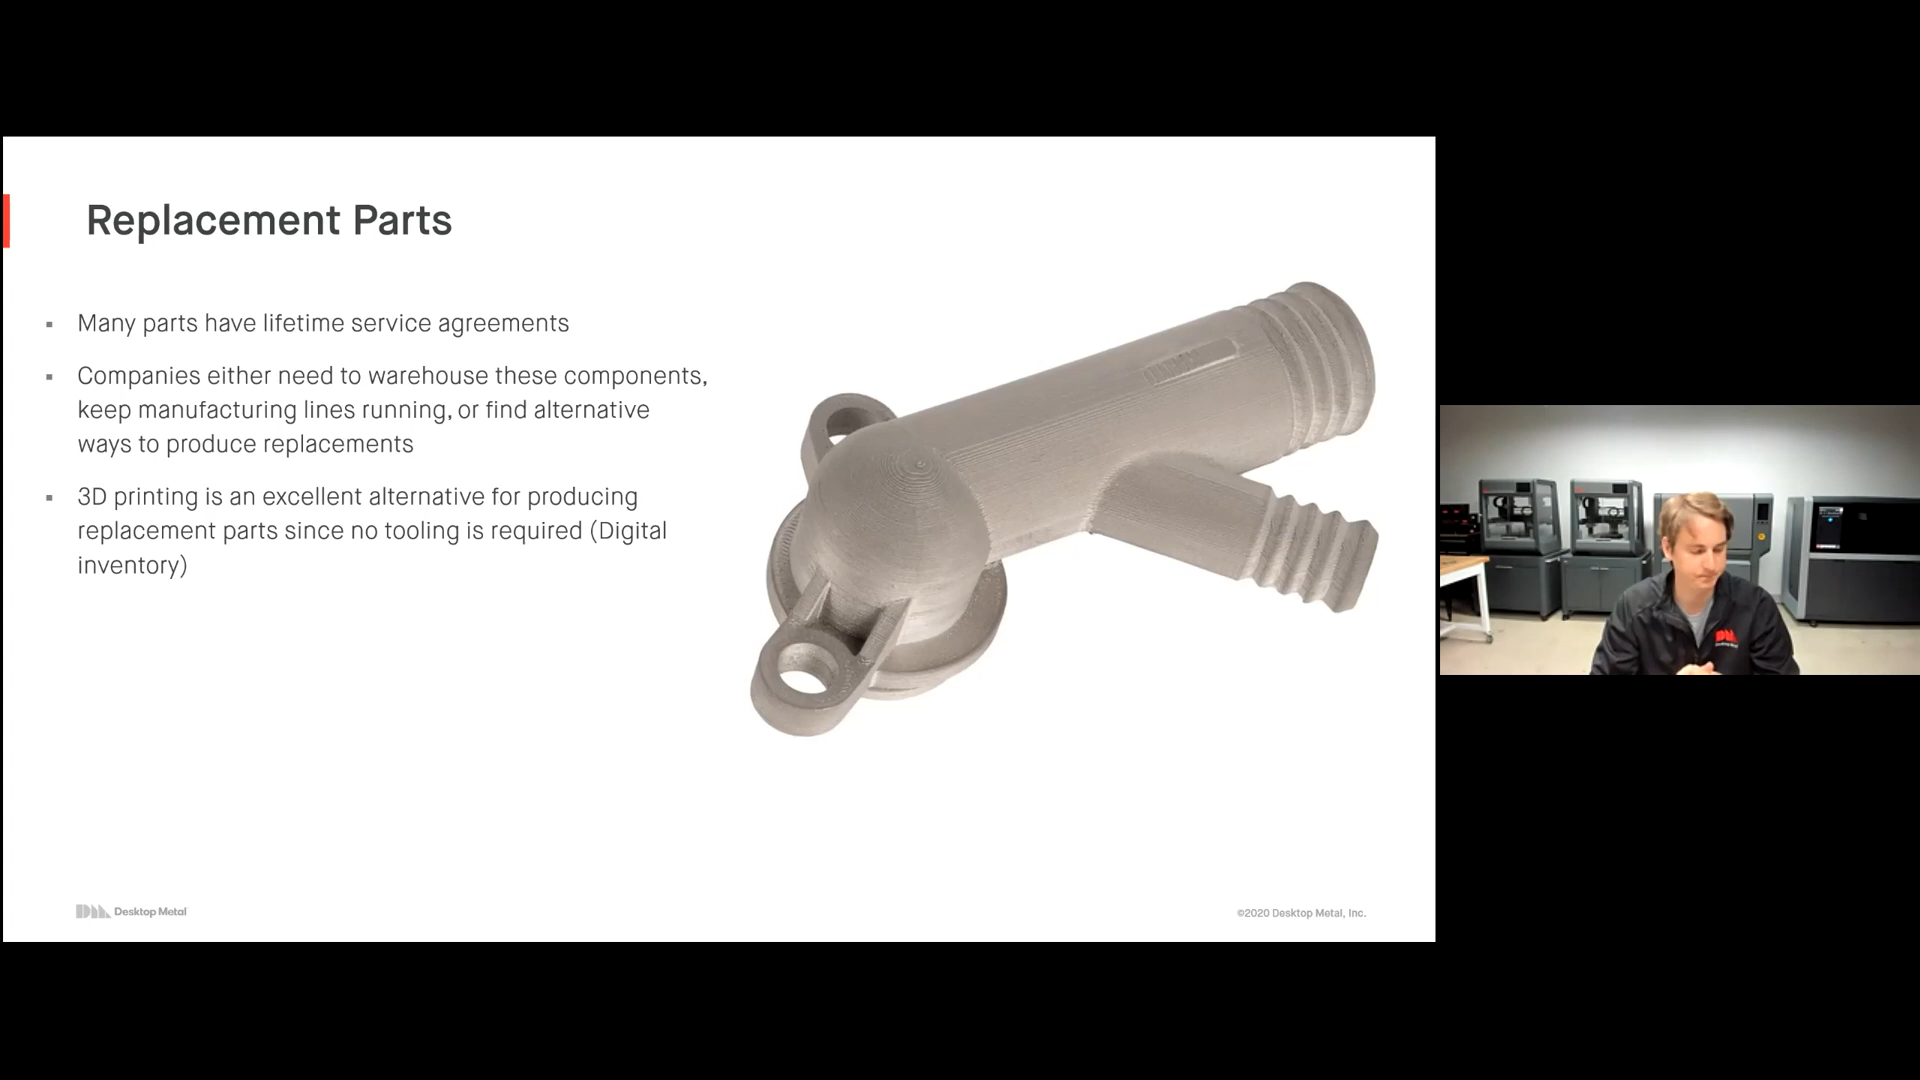 Replacement Parts
Many parts have lifetime service agreements
Companies either need to warehouse these components,
keep manufacturing lines running, or find alternative
ways to produce replacements
3D printing is an excellent alternative for producing
replacement parts since no tooling is required (Digital
inventory)
Desktop Metal
©2020 Desktop Metal, Inc.